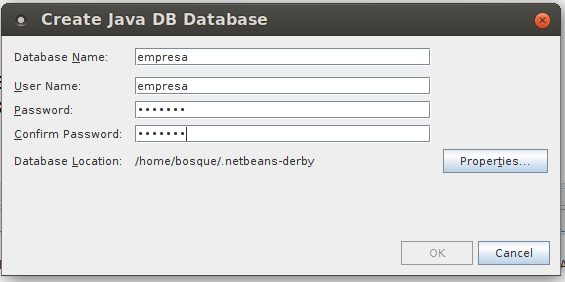 Create Java DB Database
Database Name: empresa
User Name: empresa
Password: •••••••
Confirm Password: •••••••
Database Location: /home/bosque/.netbeans-derby Properties...
OK Cancel